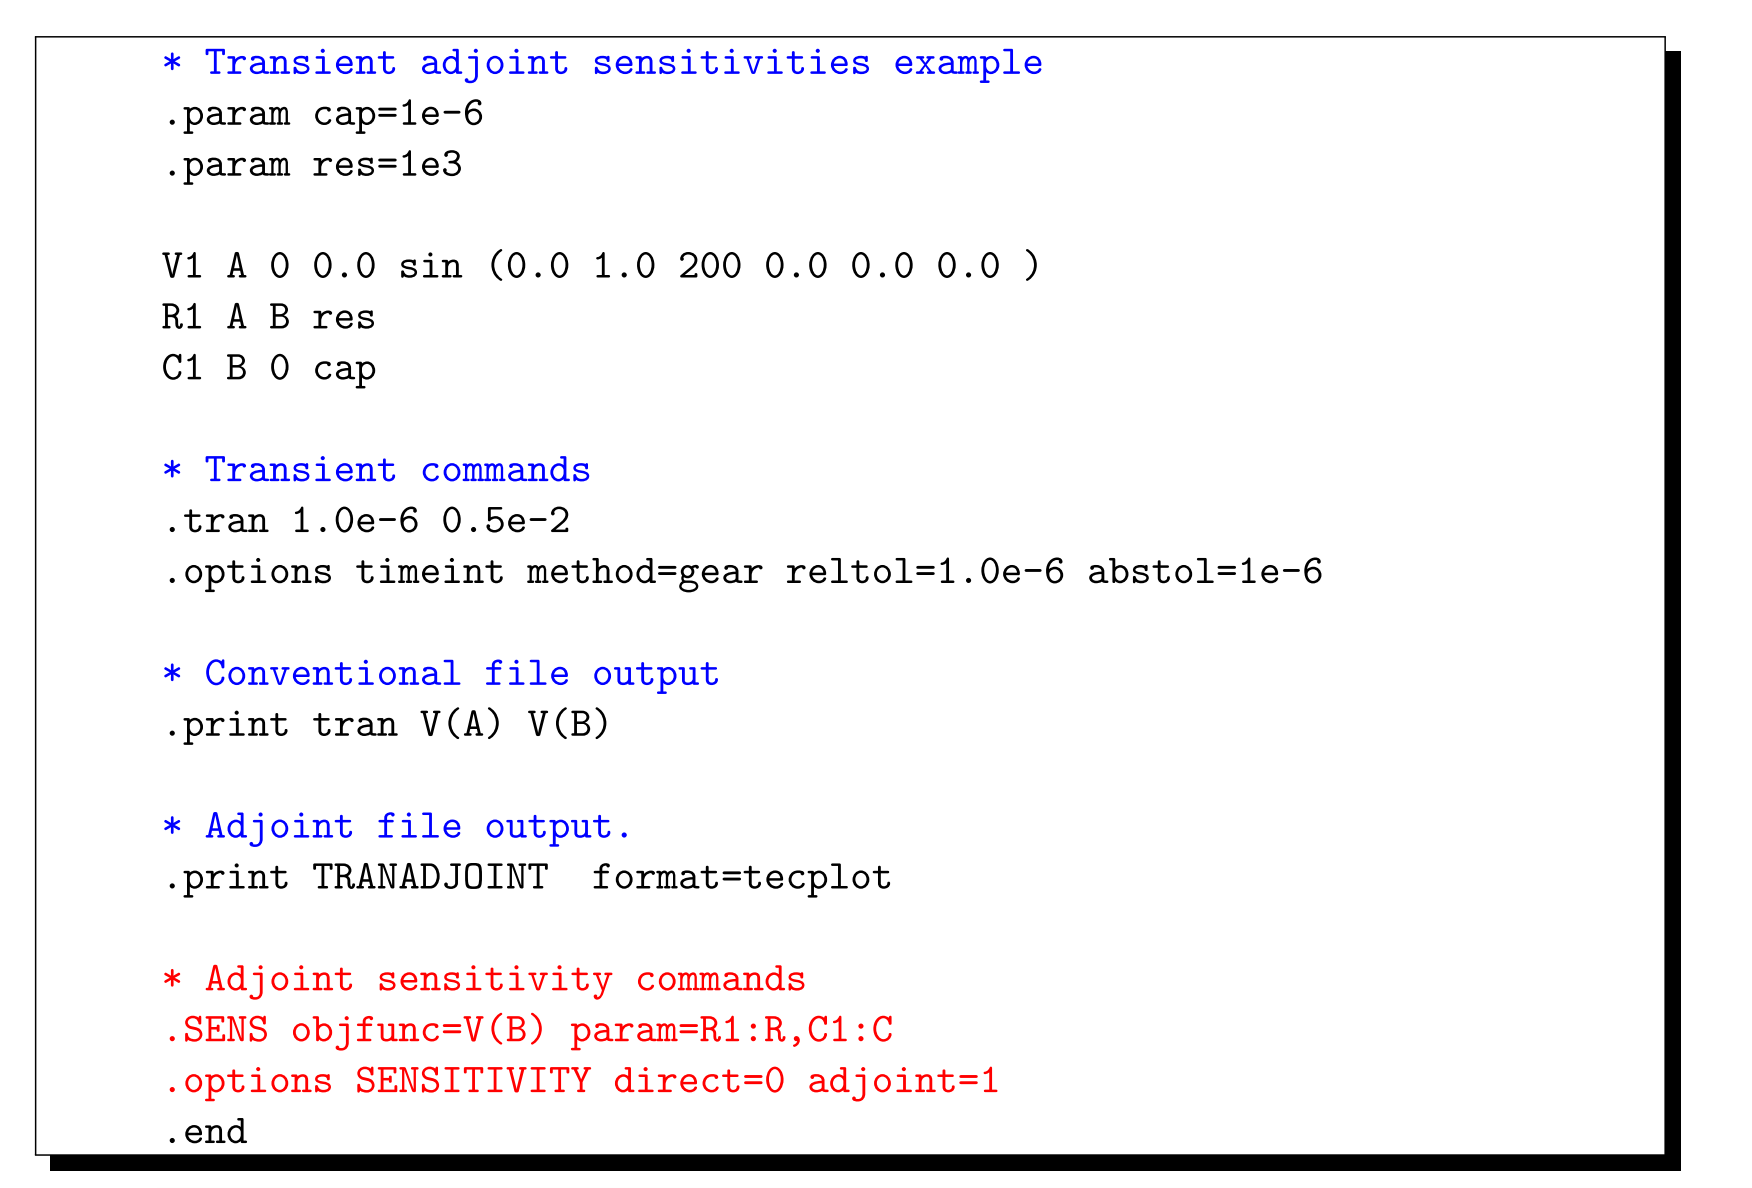 * Transient adjoint sensitivities example
.param cap=1e-6
.param res=1e3
V1 A 0 0.0 sin (0.0 1.0 200 0.0 0.0 0.0 )
R1 A B res
C1 B 0 cap
* Transient commands
.tran 1.0e-6 0.5e-2
.options timeint method=gear reltol=1.0e-6 abstol=1e-6
* Conventional file output
.print tran V(A) V(B)
* Adjoint file output.
.print TRANADJOINT  format=tecplot
* Adjoint sensitivity commands
.SENS objfunc=V(B) param=R1:R,C1:C
.options SENSITIVITY direct=0 adjoint=1
.end